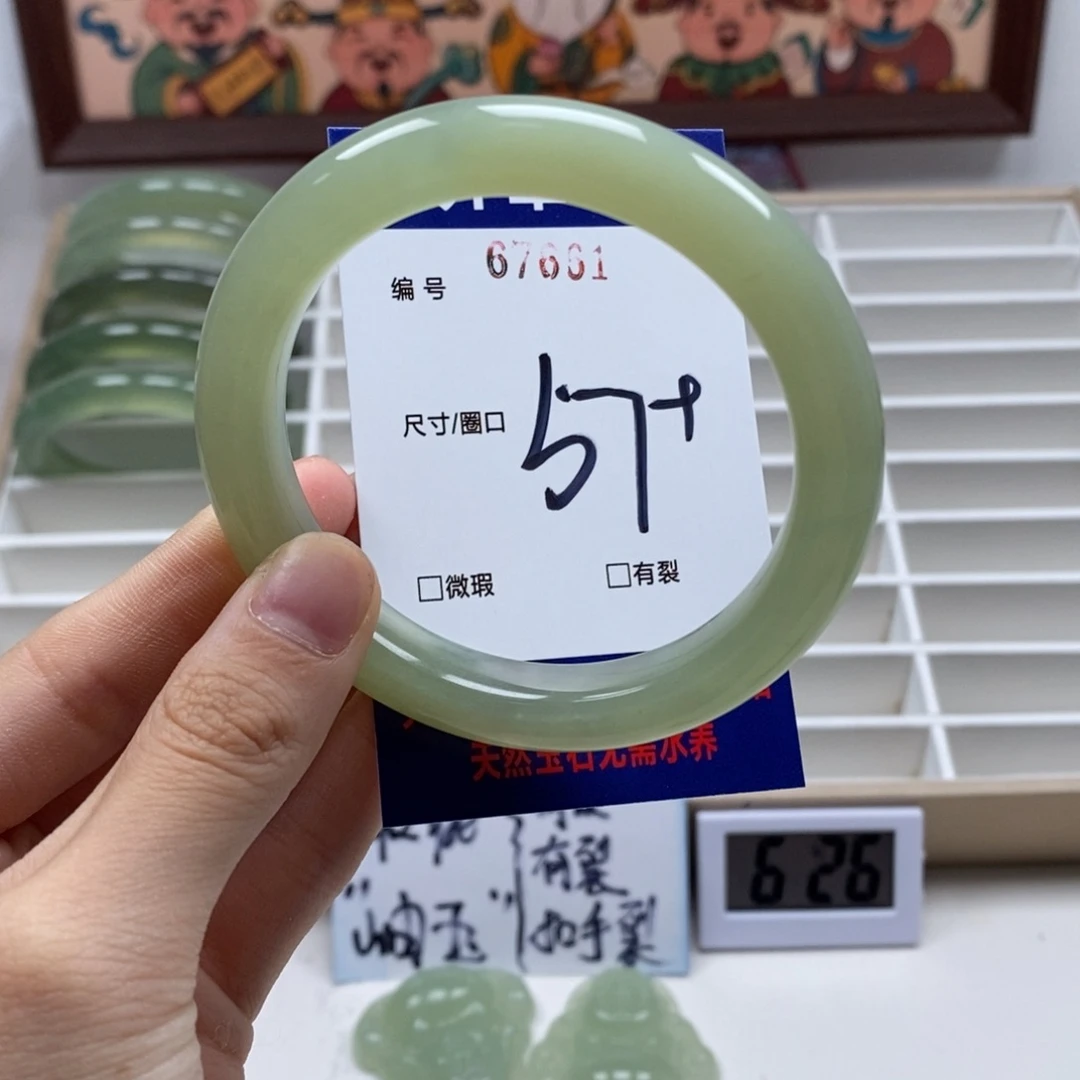 编号 67661
尺寸/圈口 57+
□微瑕 □有裂
天然玉石无需水养
有裂
"岫玉" 如手裂
6 26